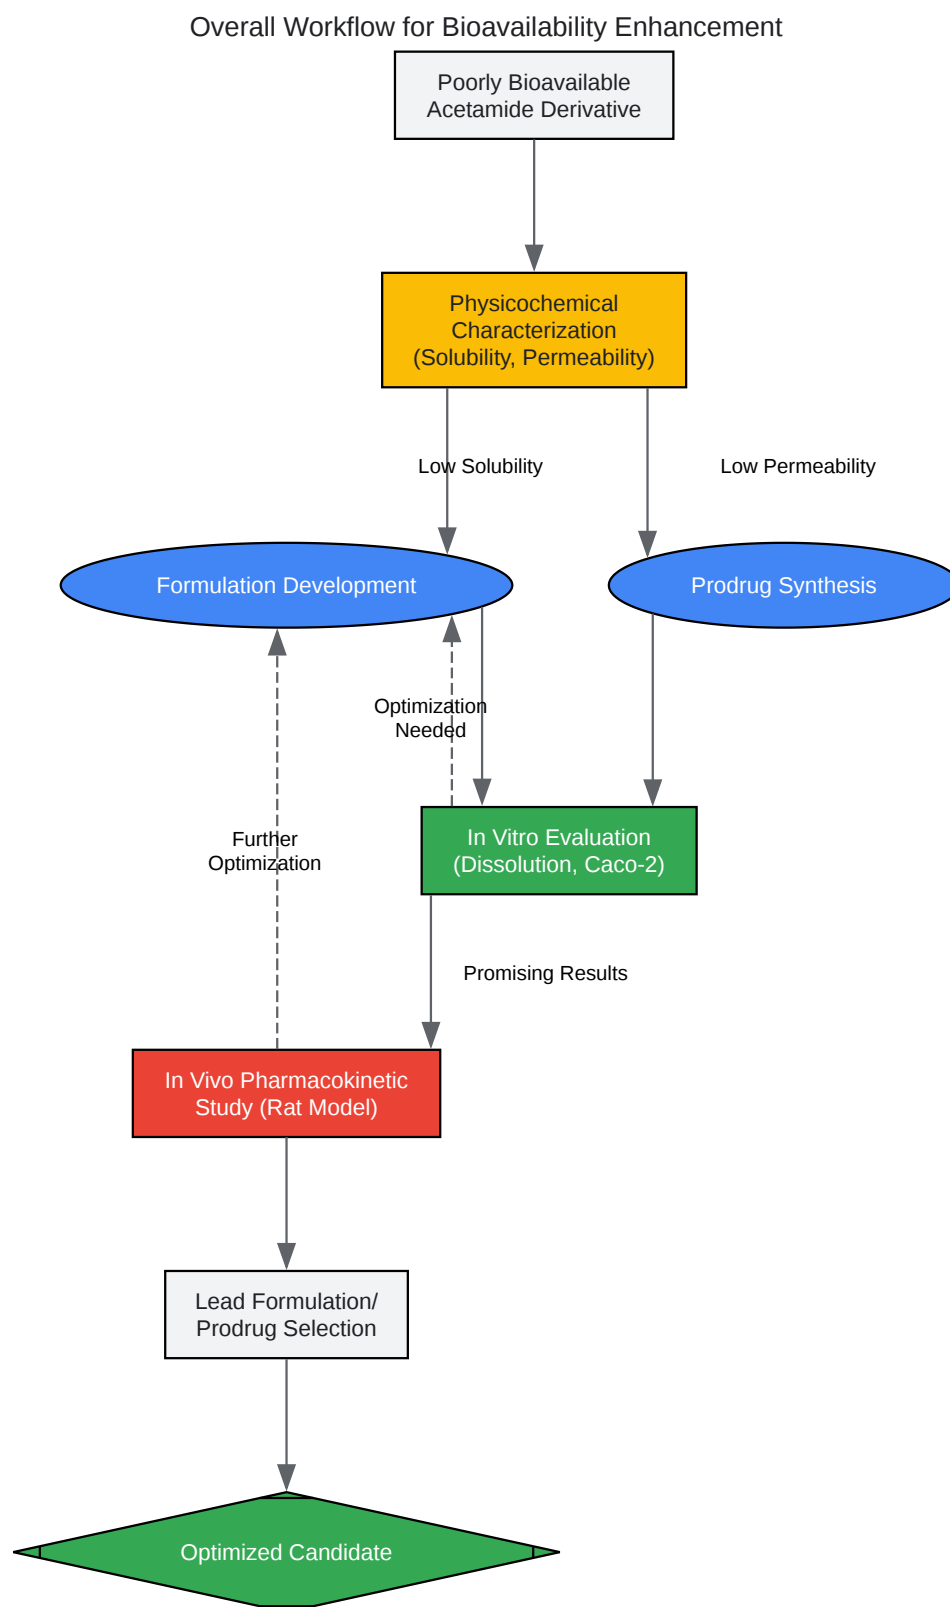 Overall Workflow for Bioavailability Enhancement
Poorly Bioavailable
Acetamide Derivative
Physicochemical
Characterization
(Solubility, Permeability)
Low Solubility
Low Permeability
Formulation Development
Prodrug Synthesis
Optimization
Needed
Further
Optimization
In Vitro Evaluation
(Dissolution, Caco-2)
Promising Results
In Vivo Pharmacokinetic
Study (Rat Model)
Lead Formulation/
Prodrug Selection
Optimized Candidate